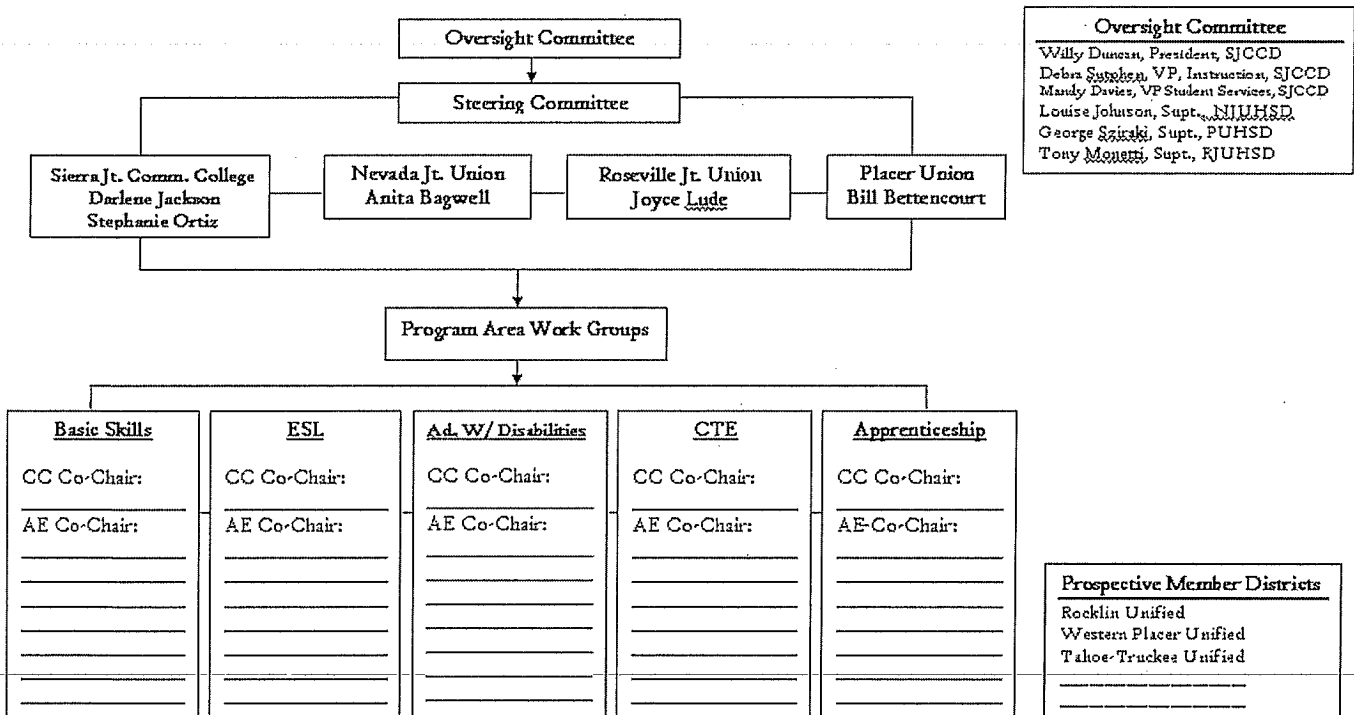 Oversight Committee
Steering Committee
Oversight Committee
Willy Duncan, President, SJCCD
Debra Sutphen, VP, Instruction, SJCCD
Mandy Davies, VP Student Services, SJCCD
Louise Johnson, Supt., NJUHSD
George Sziraki, Supt., PUHSD
Tony Monetti, Supt., RJUHSD
Sierra Jt. Comm. College
Darlene Jackson
Stephanie Ortiz
Nevada Jt. Union
Anita Bagwell
Roseville Jt. Union
Joyce Lude
Placer Union
Bill Bettencourt
Program Area Work Groups
Basic Skills
CC Co-Chair:
AE Co-Chair:
ESL
CC Co-Chair:
AE Co-Chair:
Ad. W/ Disabilities
CC Co-Chair:
AE Co-Chair:
CTE
CC Co-Chair:
AE Co-Chair:
Apprenticeship
CC Co-Chair:
AE-Co-Chair:
Prospective Member Districts
Rocklin Unified
Western Placer Unified
Tahoe-Truckee Unified